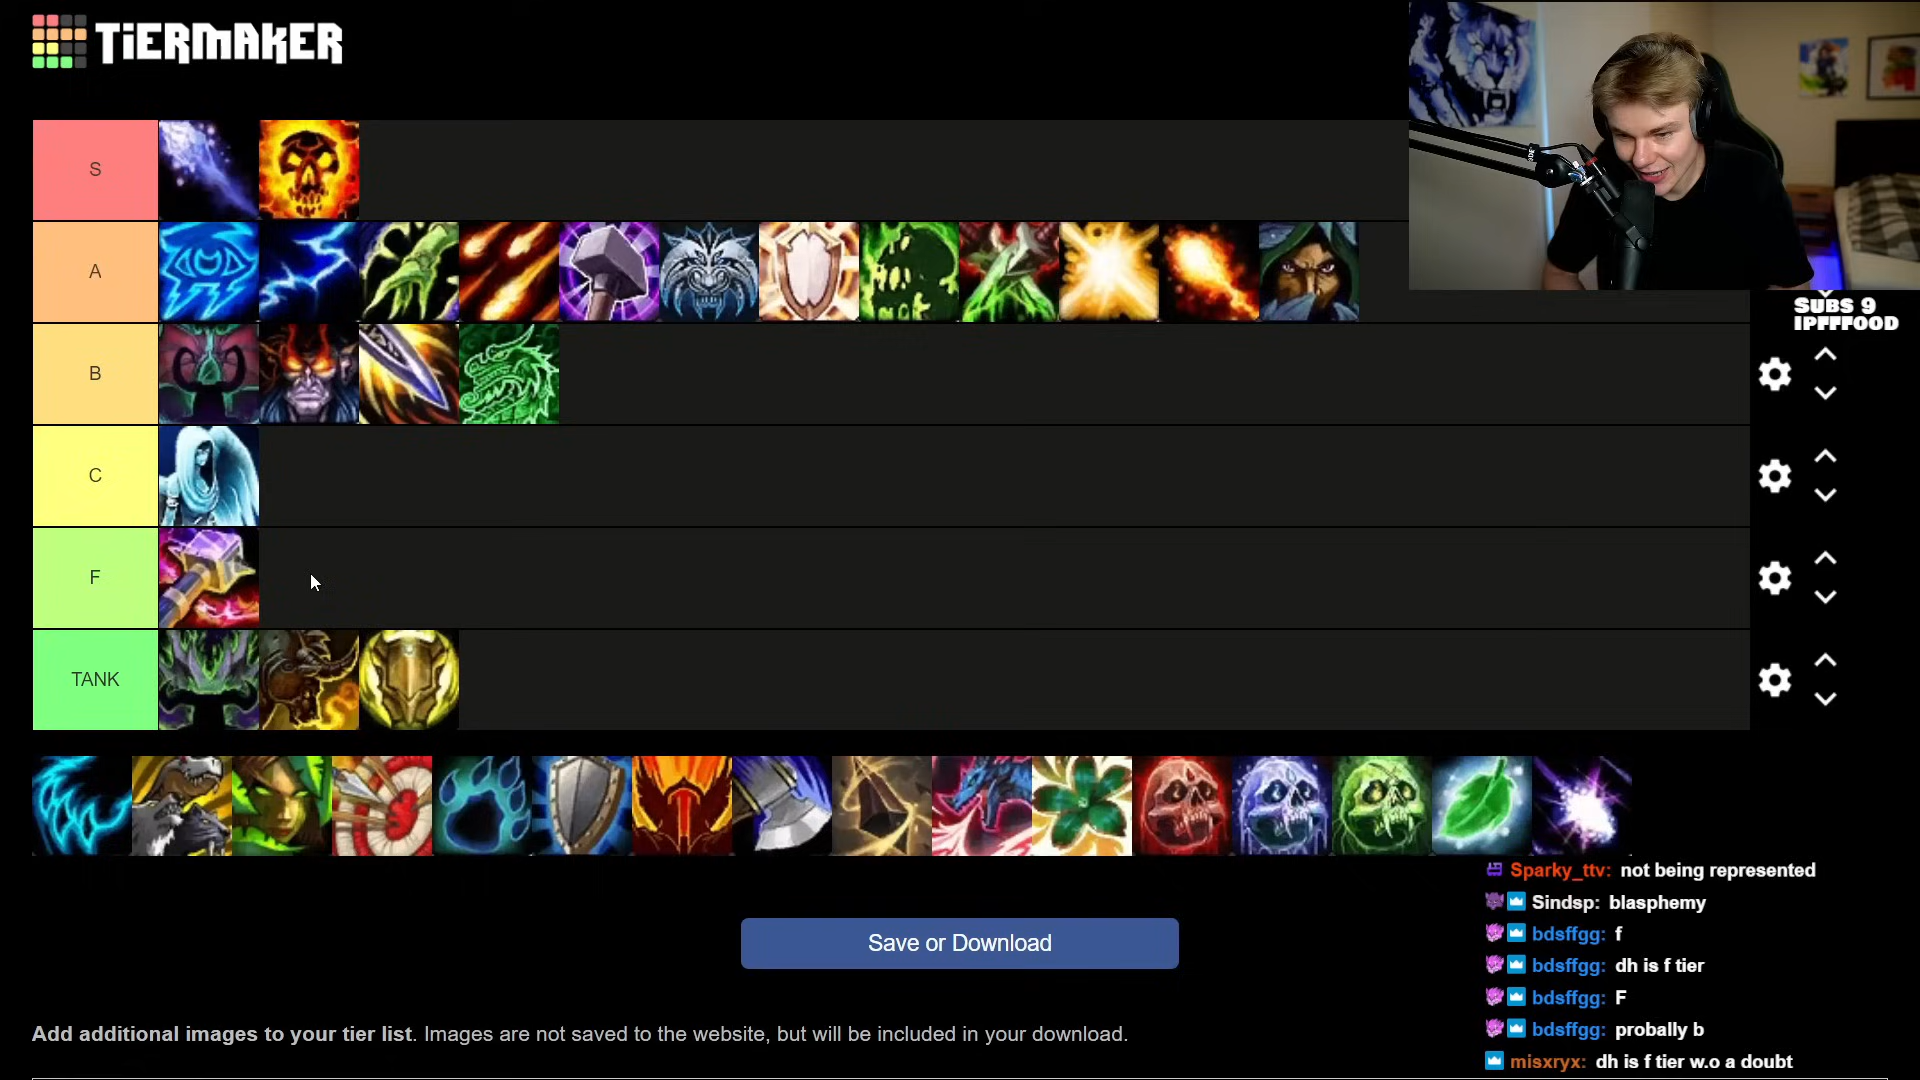 TiERMAKER
S
A
SUBS 9
IPFFFOOD
B
C
F
TANK
Sparky_ttv: not being represented
Sindsp: blasphemy
bdsffgg: f
Save or Download
bdsffgg: dh is f tier
bdsffgg: F
Add additional images to your tier list. Images are not saved to the website, but will be included in your download.
bdsffgg: probally b
misxryx: dh is f tier w.o a doubt